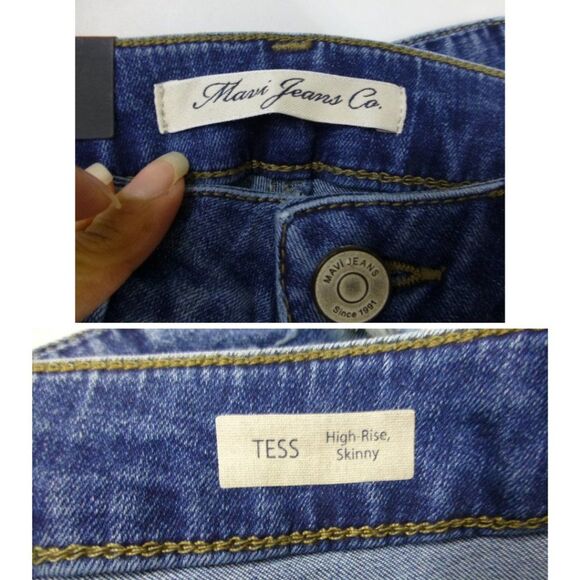 Mavi Jeans Co.
MAVI JEANS
Since 1991
TESS
High-Rise,
Skinny